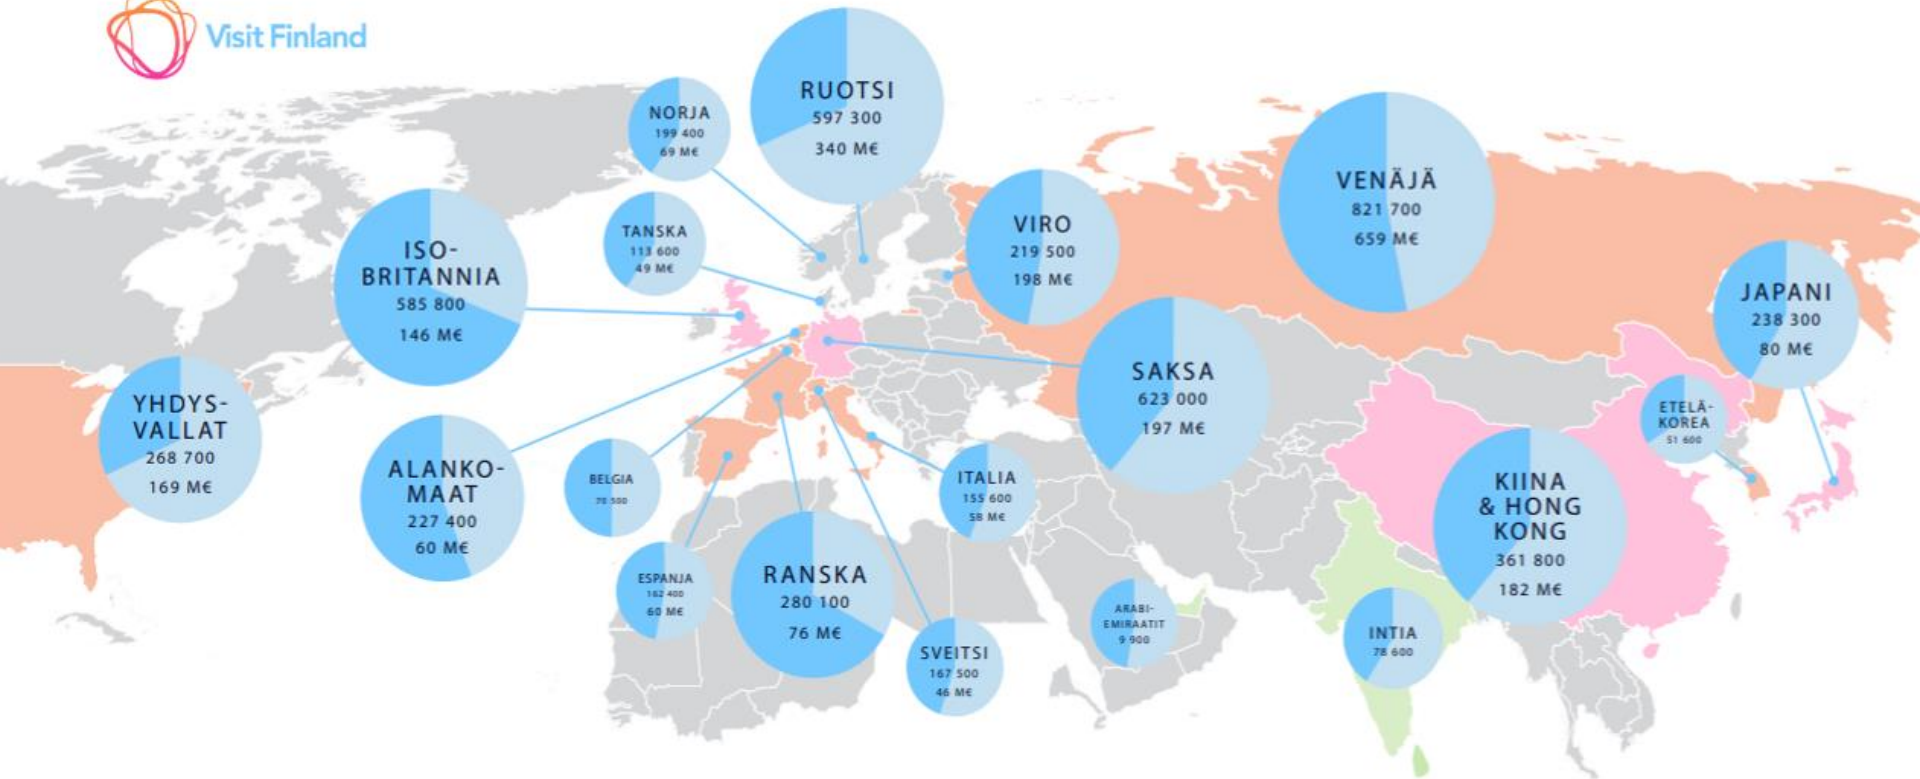 Visit Finland
NORJA
199 400
69 M€
RUOTSI
597 300
340 M€
VENÄJÄ
821 700
659 M€
ISO-
BRITANNIA
585 800
146 M€
TANSKA
113 600
49 M€
VIRO
219 500
198 M€
JAPANI
238 300
80 M€
YHDYS-
VALLAT
268 700
169 M€
SAKSA
623 000
197 M€
ETELÄ-
KOREA
51 600
ALANKO-
MAAT
227 400
60 M€
BELGIA
70 500
ITALIA
155 600
58 M€
KIINA
& HONG
KONG
361 800
182 M€
ESPANJA
162 400
60 M€
RANSKA
280 100
76 M€
SVEITSI
167 500
46 M€
ARABI-
EMIRAATIT
9 900
INTIA
78 600